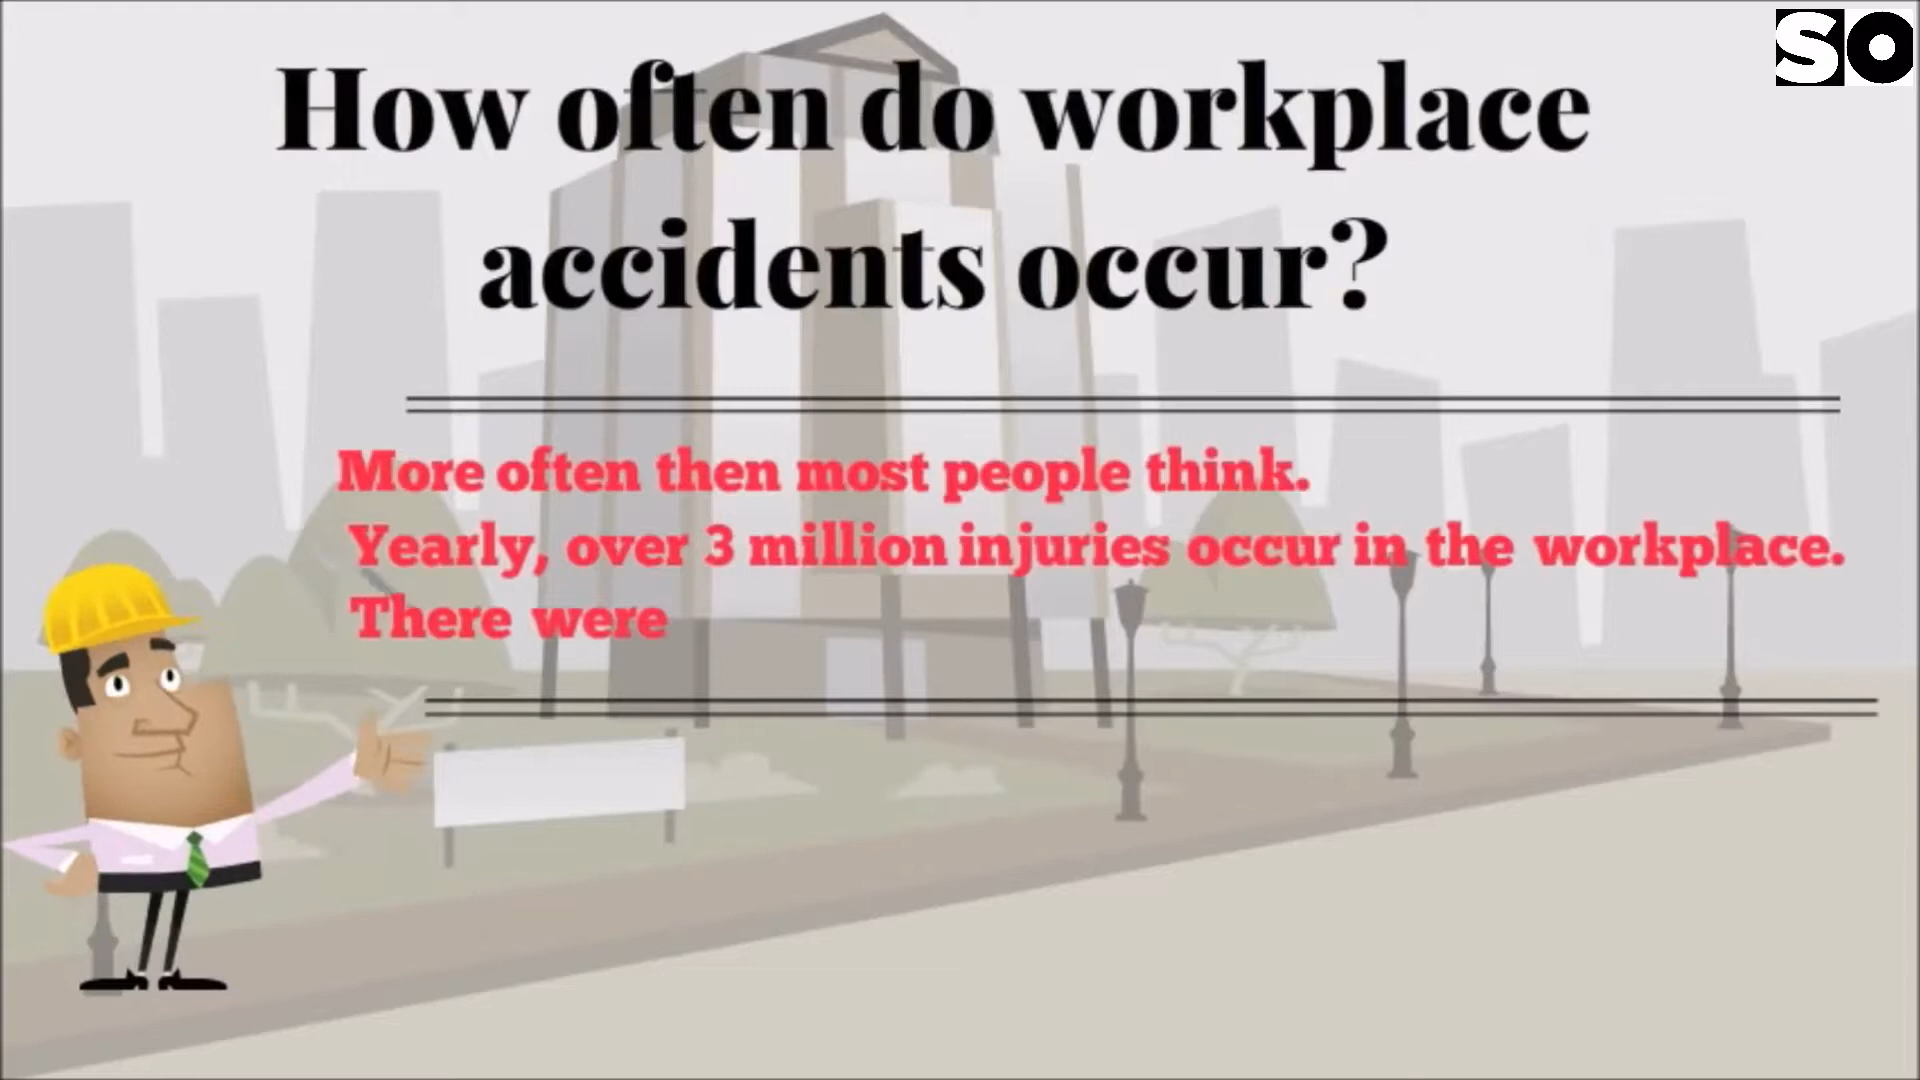 SO
How often do workplace
accidents occur?
More often then most people think.
Yearly, over 3 million injuries occur in the workplace.
There were